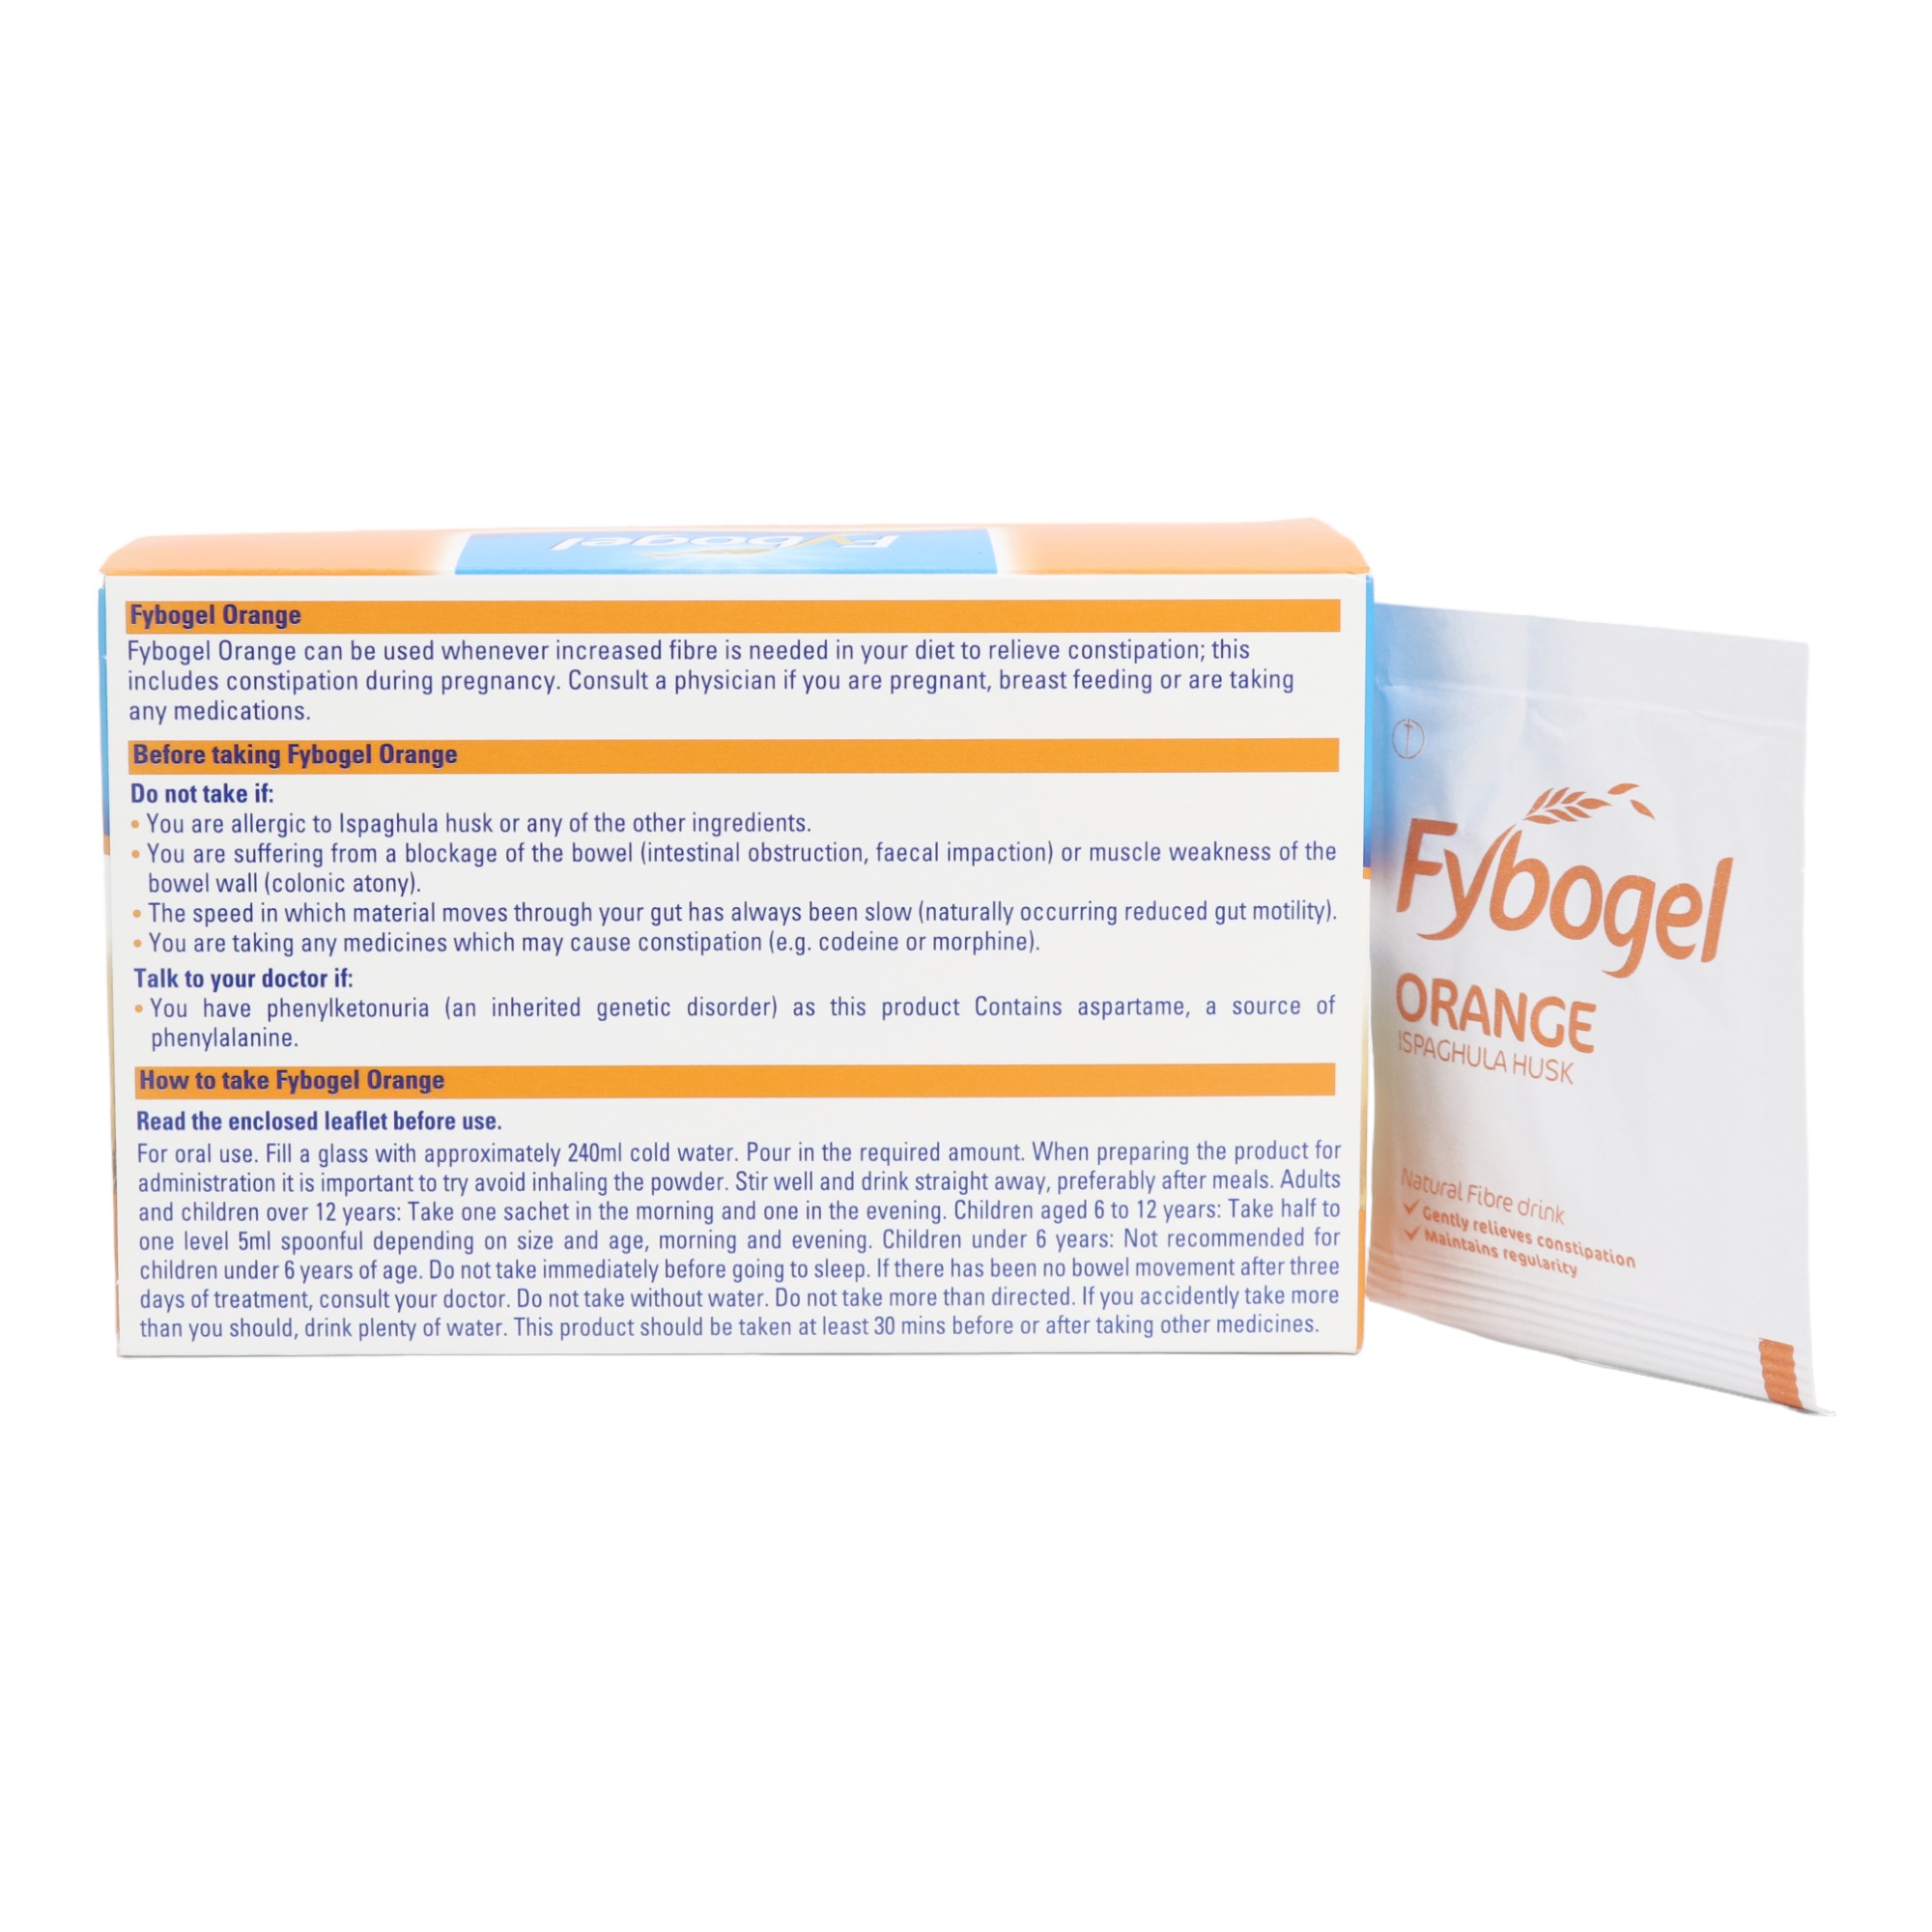 Fybogel
Fybogel Orange
Fybogel Orange can be used whenever increased fibre is needed in your diet to relieve constipation; this
includes constipation during pregnancy. Consult a physician if you are pregnant, breast feeding or are taking
any medications.
Before taking Fybogel Orange
Do not take if:
• You are allergic to Ispaghula husk or any of the other ingredients.
• You are suffering from a blockage of the bowel (intestinal obstruction, faecal impaction) or muscle weakness of the
bowel wall (colonic atony).
• The speed in which material moves through your gut has always been slow (naturally occurring reduced gut motility).
• You are taking any medicines which may cause constipation (e.g. codeine or morphine).
Talk to your doctor if:
• You have phenylketonuria (an inherited genetic disorder) as this product Contains aspartame, a source of
phenylalanine.
How to take Fybogel Orange
Read the enclosed leaflet before use.
For oral use. Fill a glass with approximately 240ml cold water. Pour in the required amount. When preparing the product for
administration it is important to try avoid inhaling the powder. Stir well and drink straight away, preferably after meals. Adults
and children over 12 years: Take one sachet in the morning and one in the evening. Children aged 6 to 12 years: Take half to
one level 5ml spoonful depending on size and age, morning and evening. Children under 6 years: Not recommended for
children under 6 years of age. Do not take immediately before going to sleep. If there has been no bowel movement after three
days of treatment, consult your doctor. Do not take without water. Do not take more than directed. If you accidently take more
than you should, drink plenty of water. This product should be taken at least 30 mins before or after taking other medicines.
Fybogel
ORANGE
ISPAGHULA HUSK
Natural Fibre drink
✓ Gently relieves constipation
✓ Maintains regularity